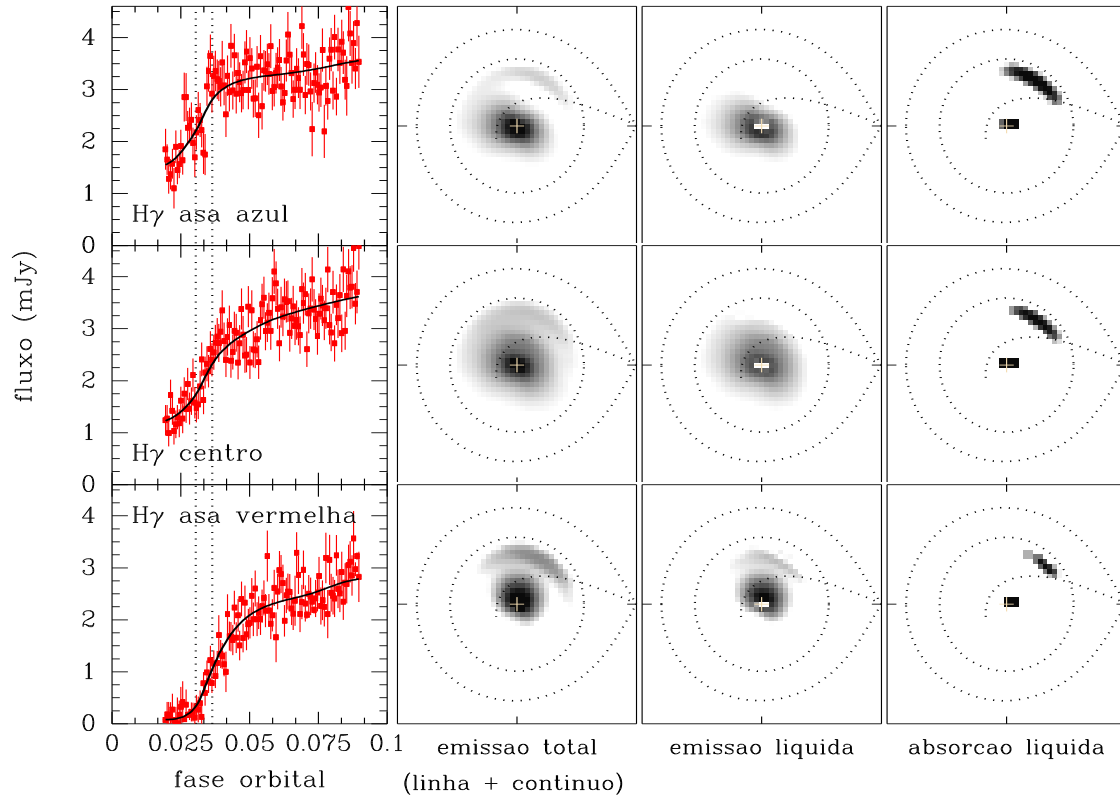 fluxo (mJy)
4
3
2
1
0
Hγ asa azul
4
3
2
1
0
Hγ centro
4
3
2
1
0
Hγ asa vermelha
0 0.025 0.05 0.075 0.1
fase orbital
emissao total
(linha + continuo)
emissao liquida
absorcao liquida